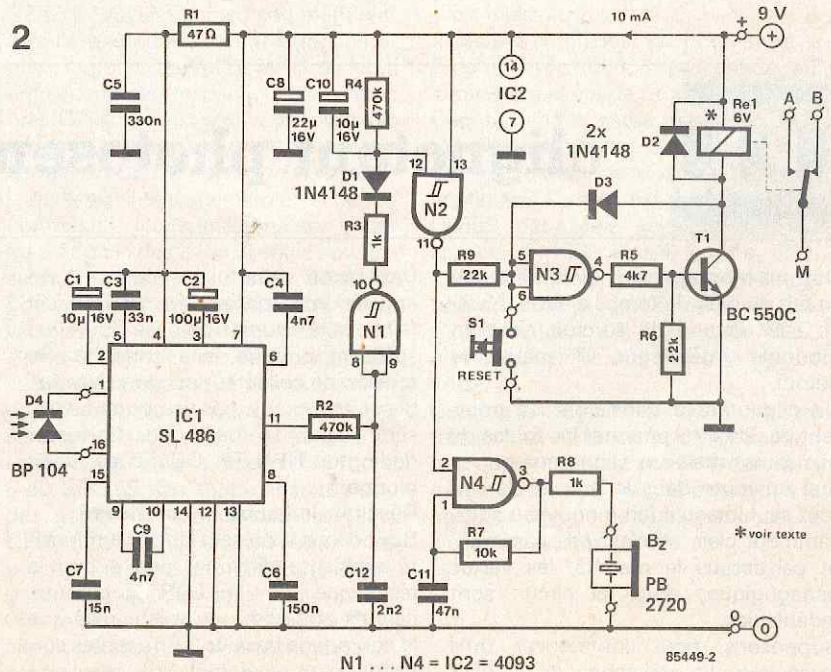 2
R1
47Ω
10 mA
+
9 V
+
C5
330n
C8
22µ
16V
C10
10µ
16V
R4
470k
14
IC2
7
D1
1N4148
R3
1k
12
13
N2
11
2x
1N4148
D2
*
Re1
6V
A
B
M
D3
R9
22k
5
6
N3
4
R5
4k7
T1
BC 550C
R6
22k
S1
RESET
10
N1
8
9
C1
10µ
16V
C3
33n
C2
100µ
16V
C4
4n7
5
4
3
7
2
1
16
15
6
11
8
9
10
14
12
13
IC1
SL 486
D4
BP 104
R2
470k
2
1
N4
3
R8
1k
R7
10k
Bz
PB
2720
* voir texte
C9
4n7
C7
15n
C6
150n
C12
2n2
C11
47n
0
0
N1 . . . N4 = IC2 = 4093
85449-2